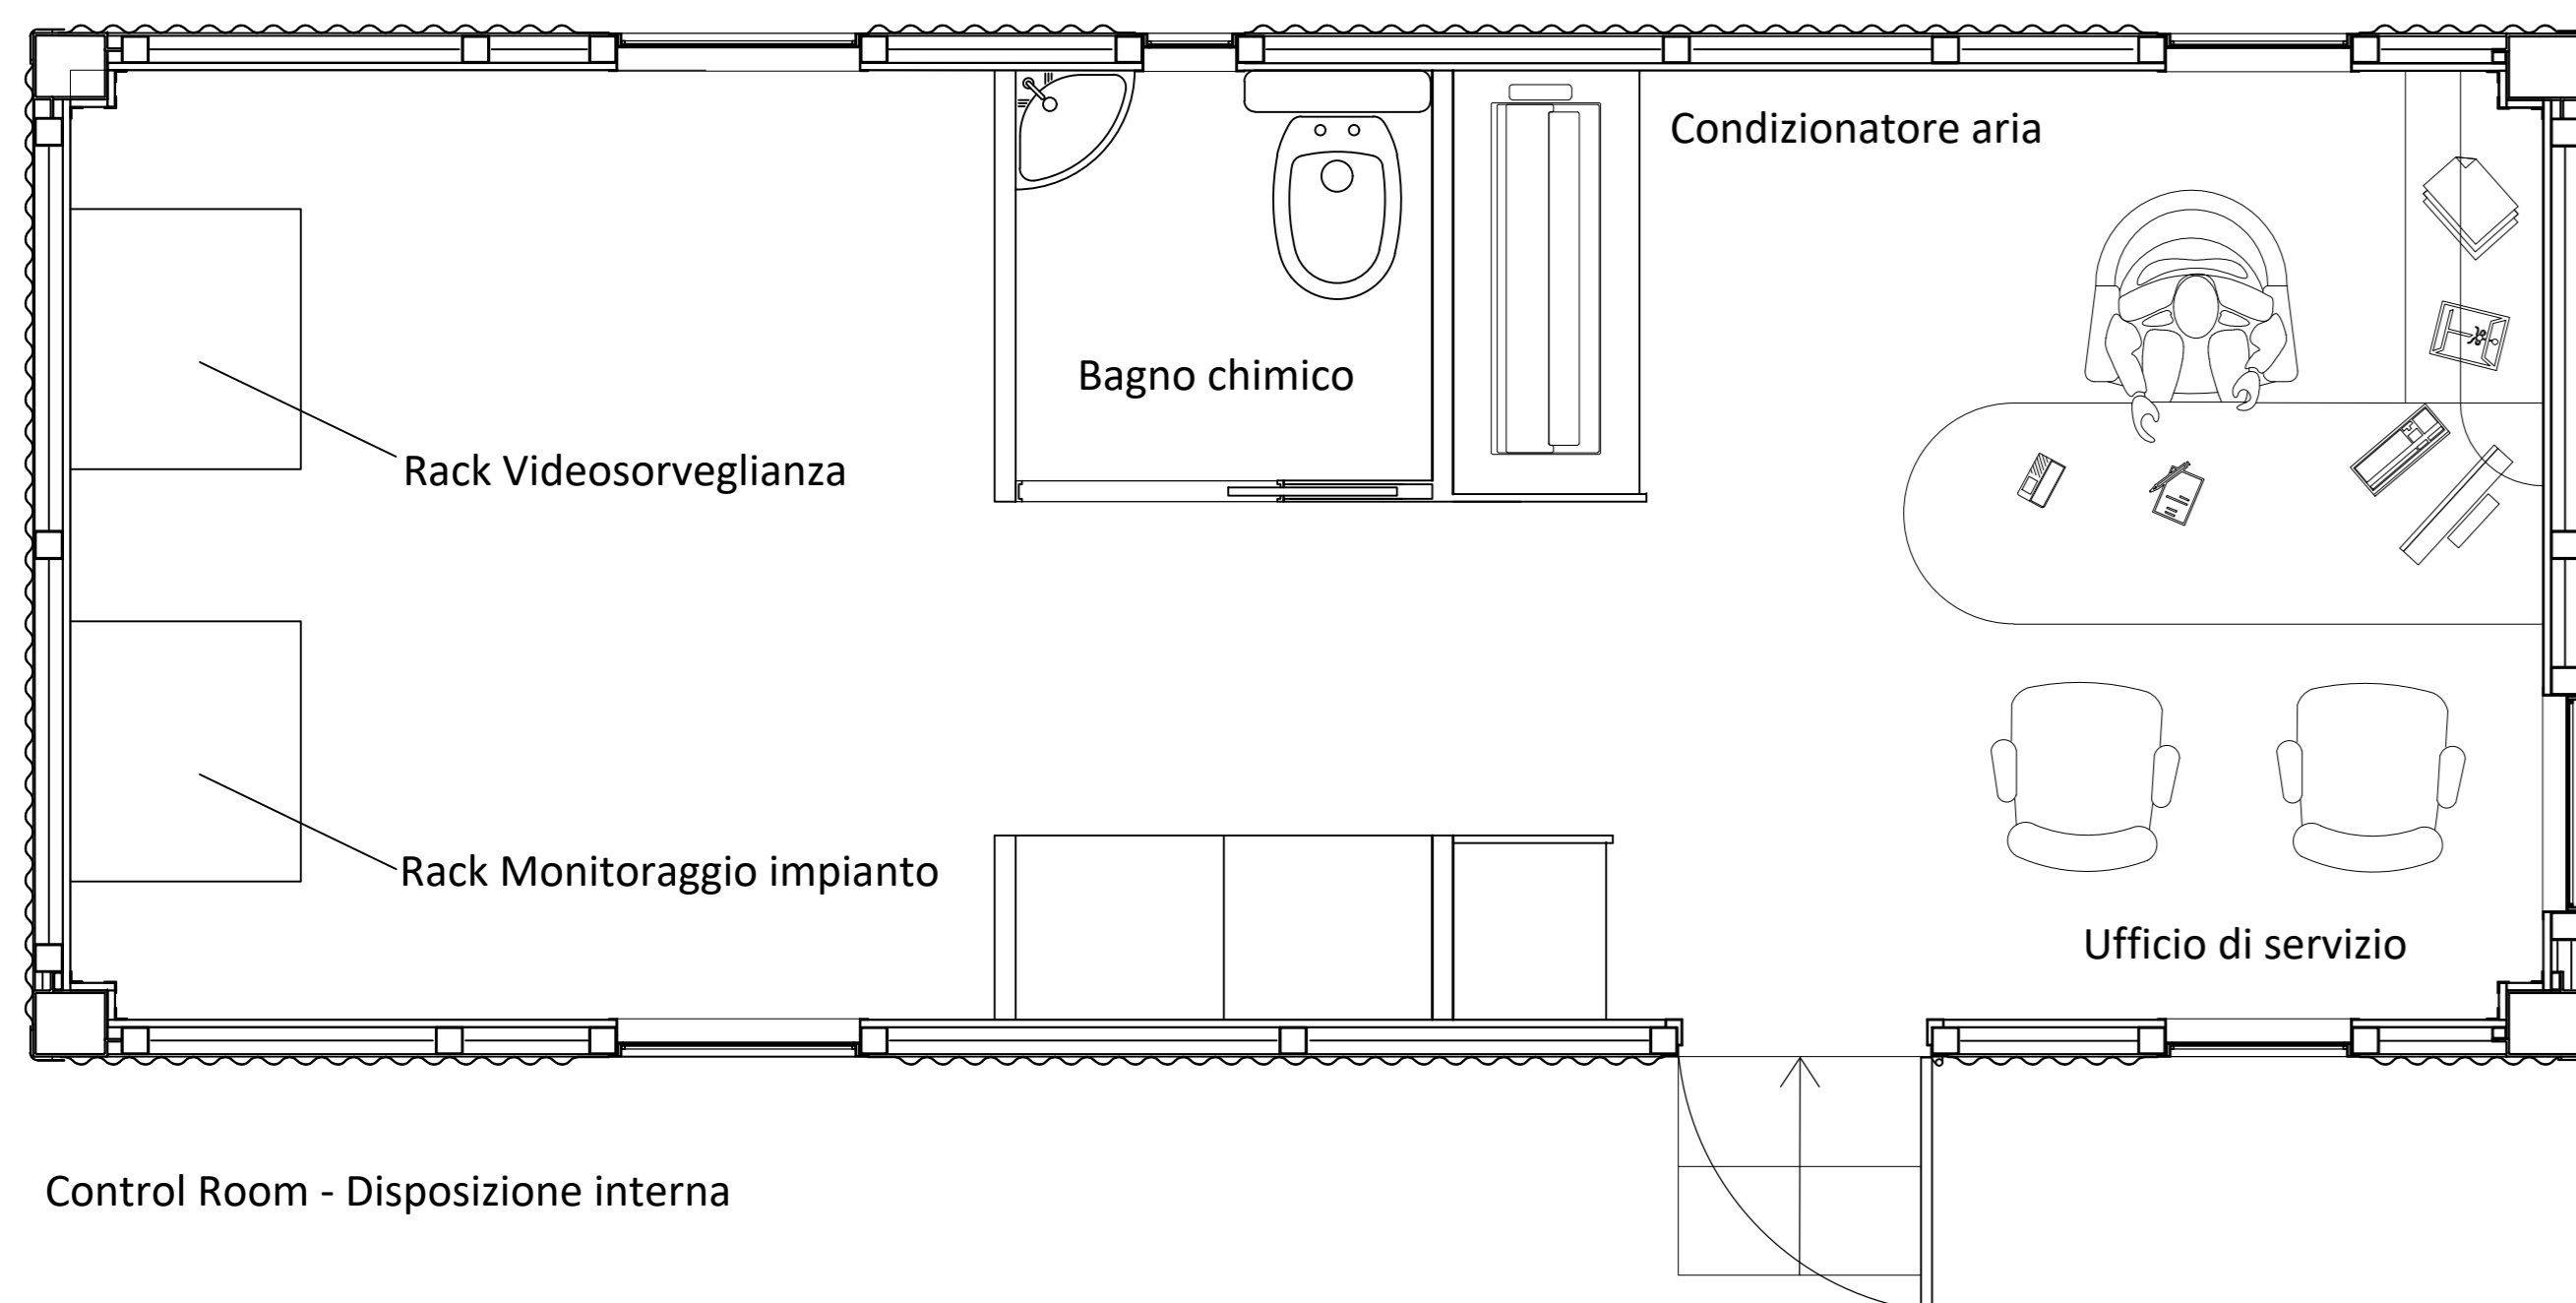 Condizionatore aria
Bagno chimico
Rack Videosorveglianza
Rack Monitoraggio impianto
Ufficio di servizio
Control Room - Disposizione interna